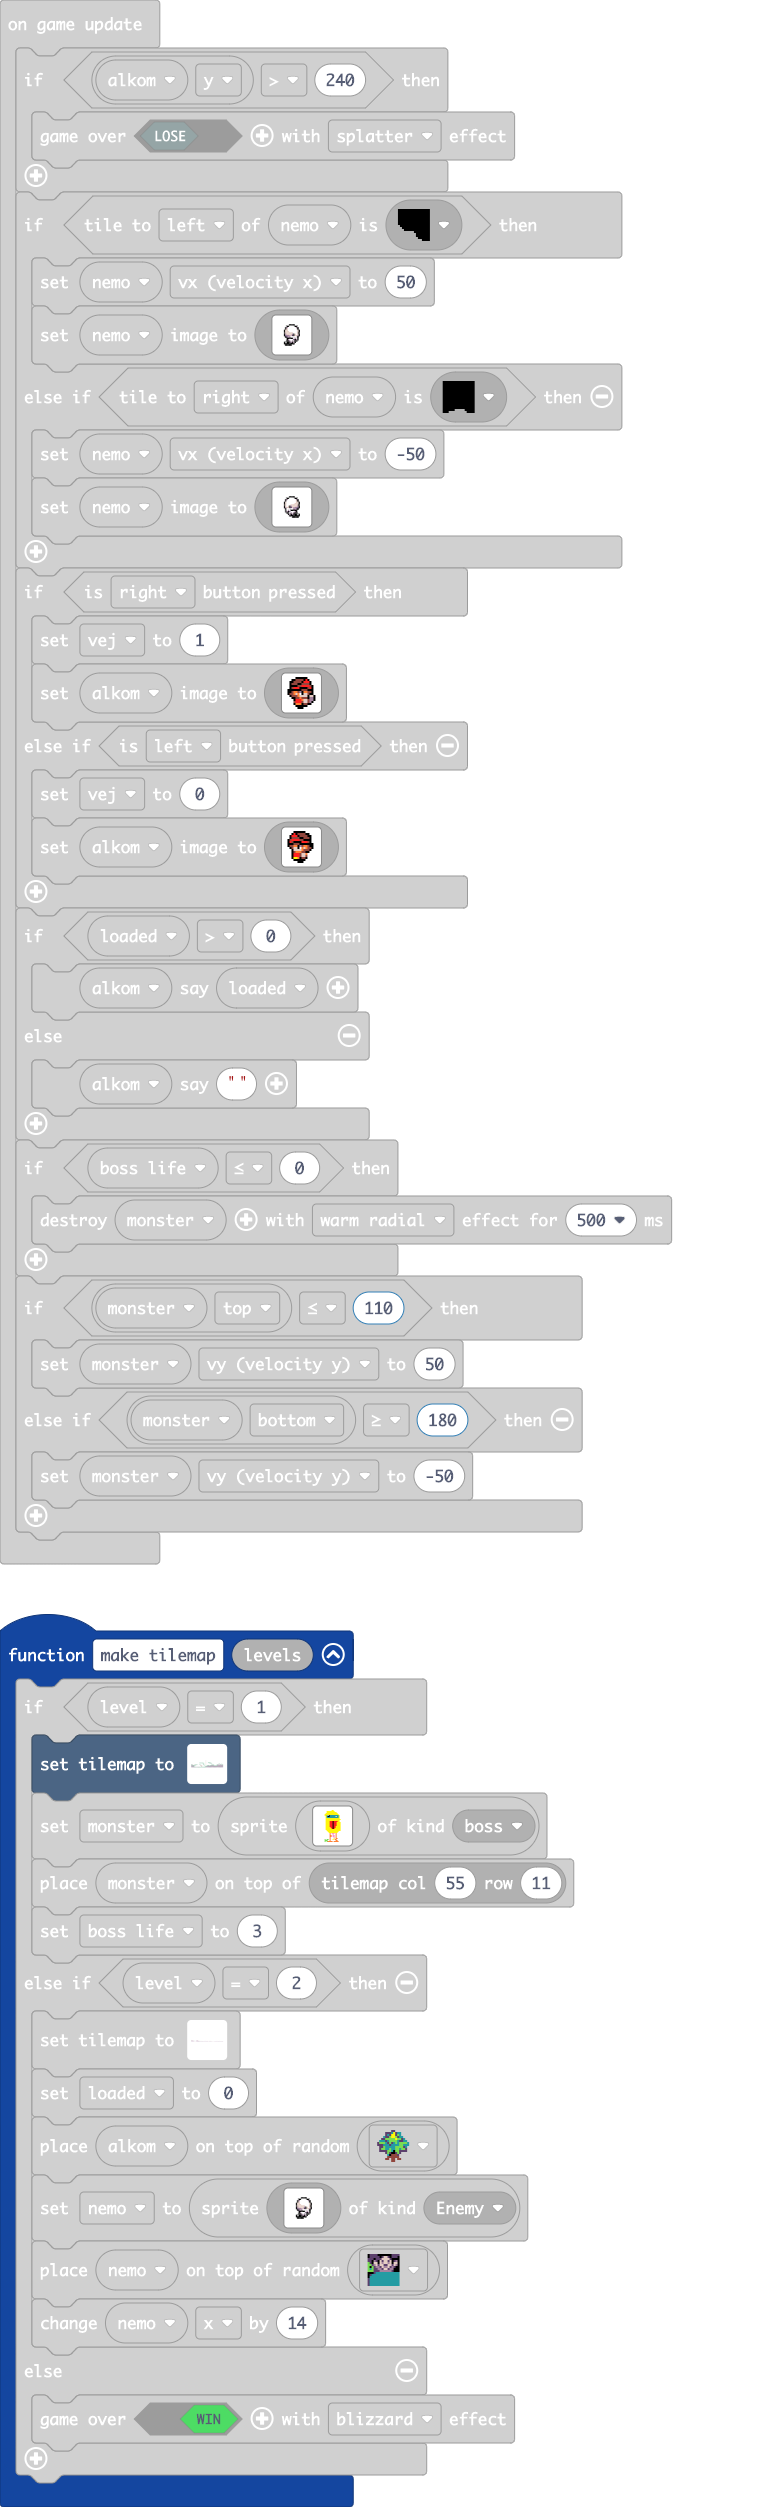 on game update
if alkom y > 240 then
game over LOSE with splatter effect
if tile to left of nemo is then
set nemo vx (velocity x) to 50
set nemo image to
else if tile to right of nemo is then
set nemo vx (velocity x) to -50
set nemo image to
if is right button pressed then
set vej to 1
set alkom image to
else if is left button pressed then
set vej to 0
set alkom image to
if loaded > 0 then
alkom say loaded
else
alkom say " "
if boss life ≤ 0 then
destroy monster with warm radial effect for 500 ms
if monster top ≤ 110 then
set monster vy (velocity y) to 50
else if monster bottom ≥ 180 then
set monster vy (velocity y) to -50
function make tilemap levels
if level = 1 then
set tilemap to
set monster to sprite of kind boss
place monster on top of tilemap col 55 row 11
set boss life to 3
else if level = 2 then
set tilemap to
set loaded to 0
place alkom on top of random
set nemo to sprite of kind Enemy
place nemo on top of random
change nemo x by 14
else
game over WIN with blizzard effect